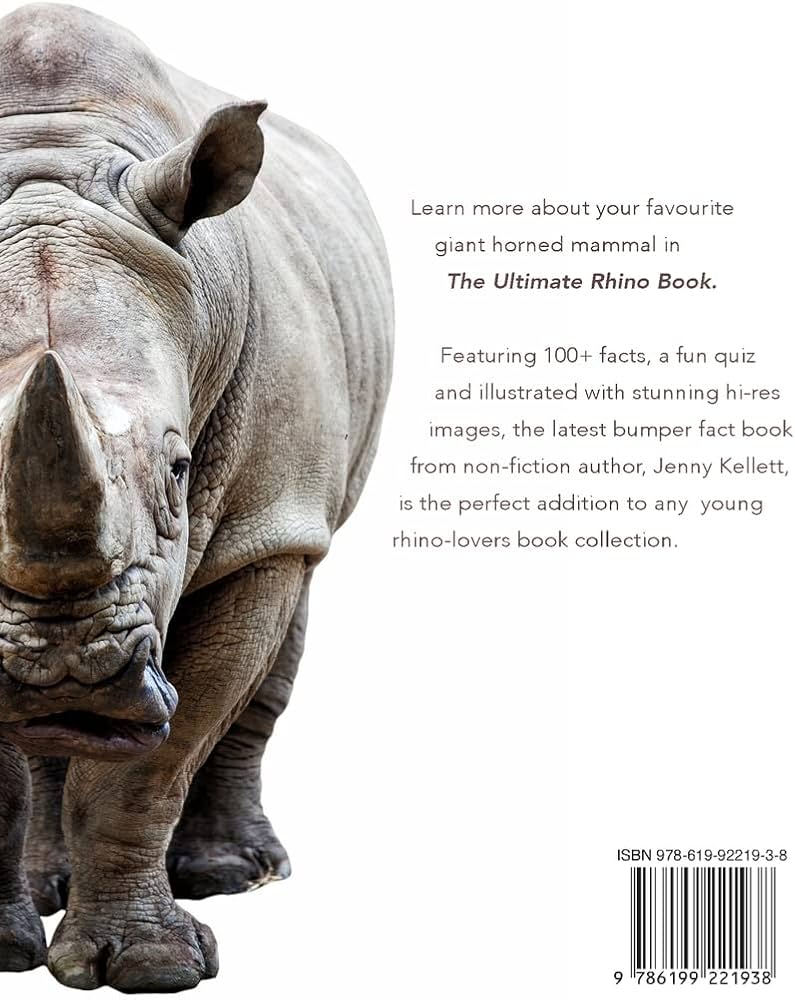 Learn more about your favourite
giant horned mammal in
The Ultimate Rhino Book.
Featuring 100+ facts, a fun quiz
and illustrated with stunning hi-res
images, the latest bumper fact book
from non-fiction author, Jenny Kellett,
is the perfect addition to any  young
rhino-lovers book collection.
ISBN 978-619-92219-3-8
9 786199 221938